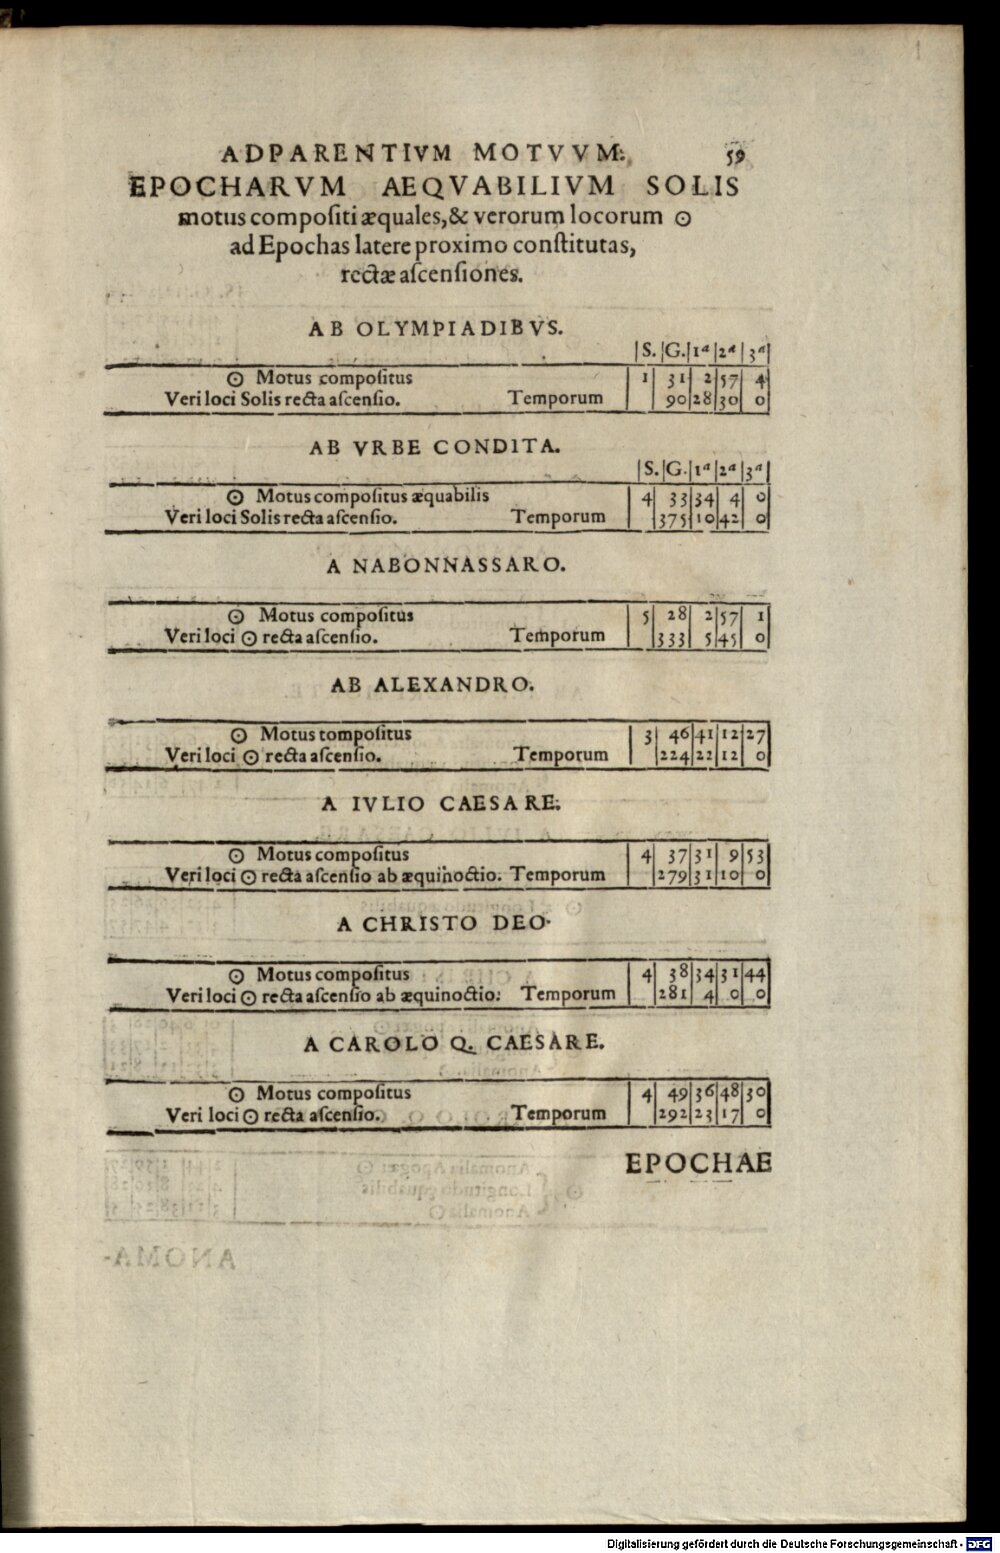 ADPARENTIVM MOTVVM. 59
EPOCHARVM AEQVABILIVM SOLIS
motus compositi æquales, & verorum locorum ☉
ad Epochas latere proximo constitutas,
rectæ ascensiones.
AB OLYMPIADIBVS.
|S.|G.|1ª|2ª|3ª|
☉ Motus compositus 1| 31| 2|57| 4
Veri loci Solis recta ascensio. Temporum | 90|28|30| 0
AB VRBE CONDITA.
|S.|G.|1ª|2ª|3ª|
☉ Motus compositus æquabilis 4| 33|34| 4| 0
Veri loci Solis recta ascensio. Temporum |375|10|42| 0
A NABONNASSARO.
☉ Motus compositus 5| 28| 2|57| 1
Veri loci ☉ recta ascensio. Temporum |333| 5|45| 0
AB ALEXANDRO.
☉ Motus tompositus 3| 46|41|12|27
Veri loci ☉ recta ascensio. Temporum |224|22|12| 0
A IVLIO CAESARE.
☉ Motus compositus 4| 37|31| 9|53
Veri loci ☉ recta ascensio ab æquinoctio. Temporum |279|31|10| 0
A CHRISTO DEO.
☉ Motus compositus 4| 38|34|31|44
Veri loci ☉ recta ascensio ab æquinoctio: Temporum |281| 4| 0| 0
A CAROLO Q. CAESARE.
☉ Motus compositus 4| 49|36|48|30
Veri loci ☉ recta ascensio. Temporum |292|23|17| 0
EPOCHAE
Digitalisierung gefördert durch die Deutsche Forschungsgemeinschaft - DFG